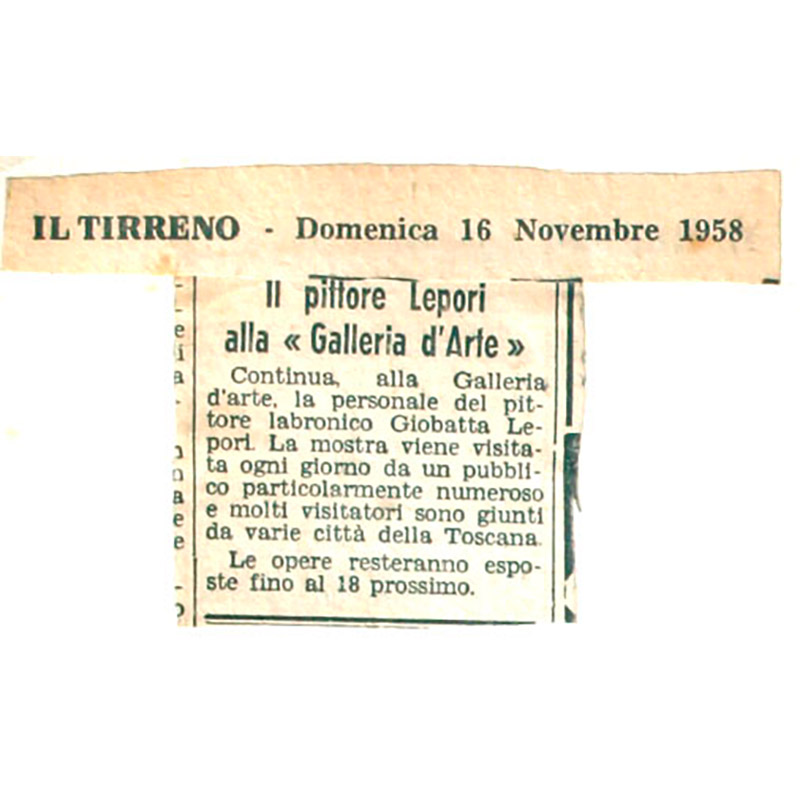 IL TIRRENO - Domenica 16 Novembre 1958
Il pittore Lepori
alla « Galleria d'Arte »
Continua, alla Galleria
d'arte, la personale del pit-
tore labronico Giobatta Le-
pori. La mostra viene visita-
ta ogni giorno da un pubbli-
co particolarmente numeroso
e molti visitatori sono giunti
da varie città della Toscana.
Le opere resteranno espo-
ste fino al 18 prossimo.